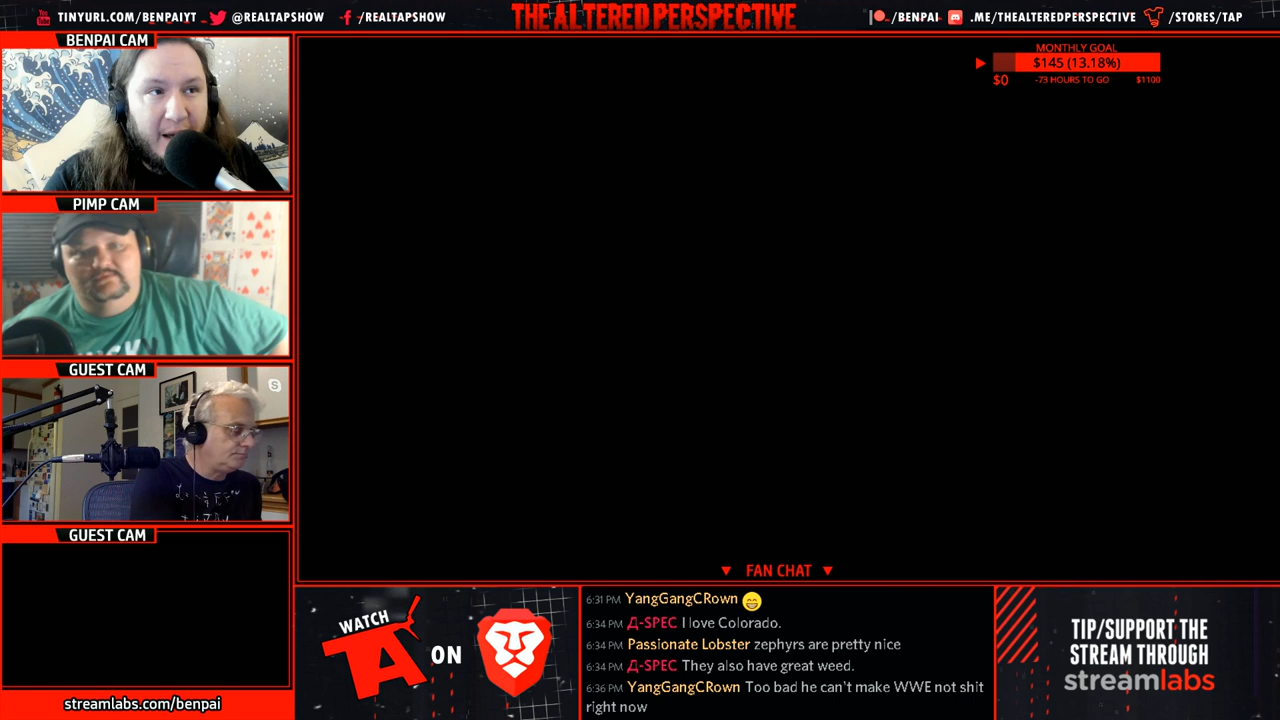 TINYURL.COM/BENPAIYT @REALTAPSHOW /REALTAPSHOW THE ALTERED PERSPECTIVE ./BENPAI .ME/THEALTEREDPERSPECTIVE /STORES/TAP
BENPAI CAM
MONTHLY GOAL
$145 (13.18%)
$0 -73 HOURS TO GO $1100
PIMP CAM
GUEST CAM
GUEST CAM
FAN CHAT
WATCH
TA ON
6:31 PM YangGangCRown
6:34 PM Д-SPEC I love Colorado.
6:34 PM Passionate Lobster zephyrs are pretty nice
6:34 PM Д-SPEC They also have great weed.
6:36 PM YangGangCRown Too bad he can't make WWE not shit
right now
TIP/SUPPORT THE
STREAM THROUGH
streamlabs
streamlabs.com/benpai